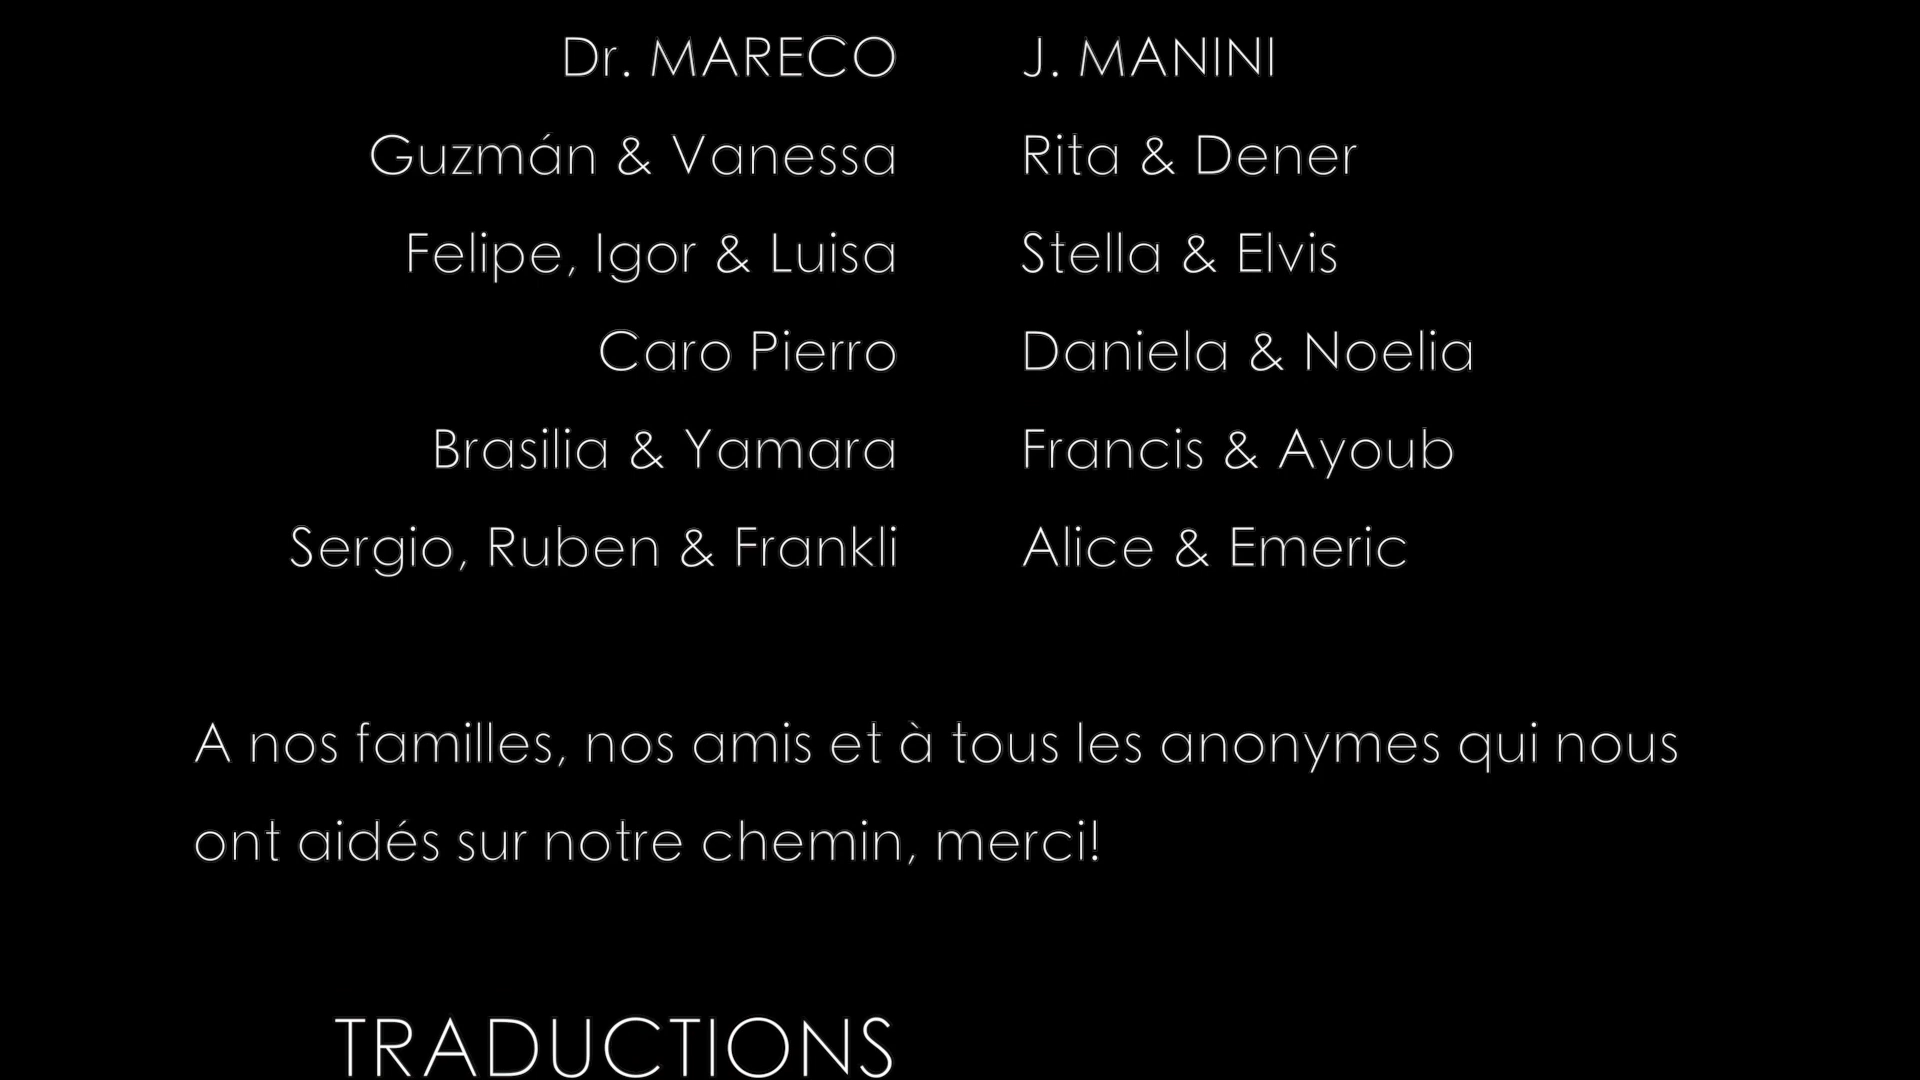 Dr. MARECO J. MANINI
Guzmán & Vanessa Rita & Dener
Felipe, Igor & Luisa Stella & Elvis
Caro Pierro Daniela & Noelia
Brasilia & Yamara Francis & Ayoub
Sergio, Ruben & Frankli Alice & Emeric
A nos familles, nos amis et à tous les anonymes qui nous
ont aidés sur notre chemin, merci!
TRADUCTIONS